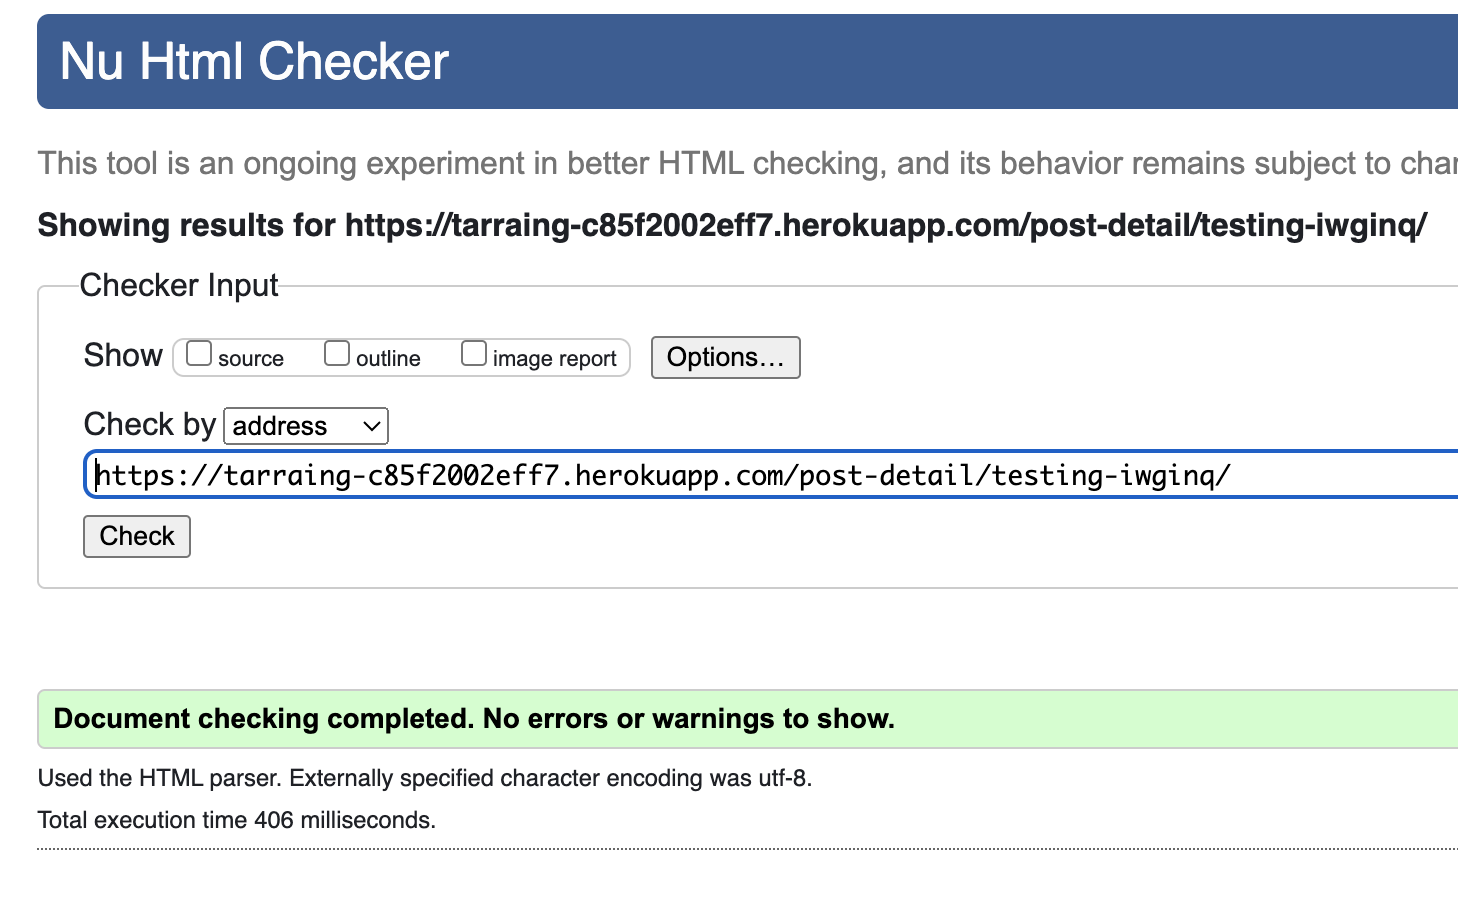 Nu Html Checker
This tool is an ongoing experiment in better HTML checking, and its behavior remains subject to
Showing results for https://tarraing-c85f2002eff7.herokuapp.com/post-detail/testing-iwginq/
Checker Input
Show source outline image report Options...
Check by address
https://tarraing-c85f2002eff7.herokuapp.com/post-detail/testing-iwginq/
Check
Document checking completed. No errors or warnings to show.
Used the HTML parser. Externally specified character encoding was utf-8.
Total execution time 406 milliseconds.